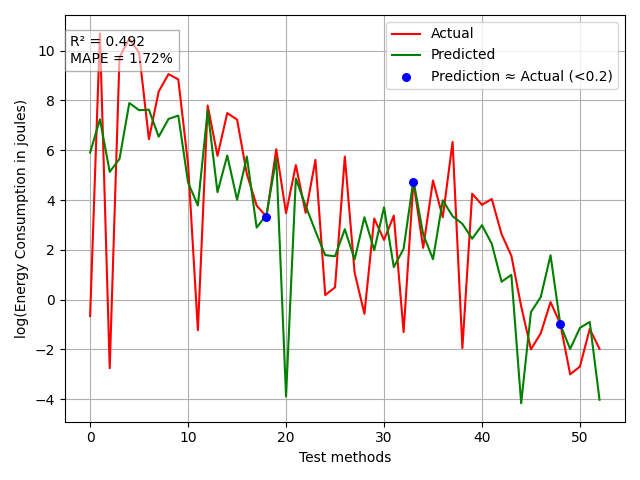 R² = 0.492
MAPE = 1.72%
Actual
Predicted
Prediction ≈ Actual (<0.2)
log(Energy Consumption in joules)
10
8
6
4
2
0
−2
−4
0 10 20 30 40 50
Test methods